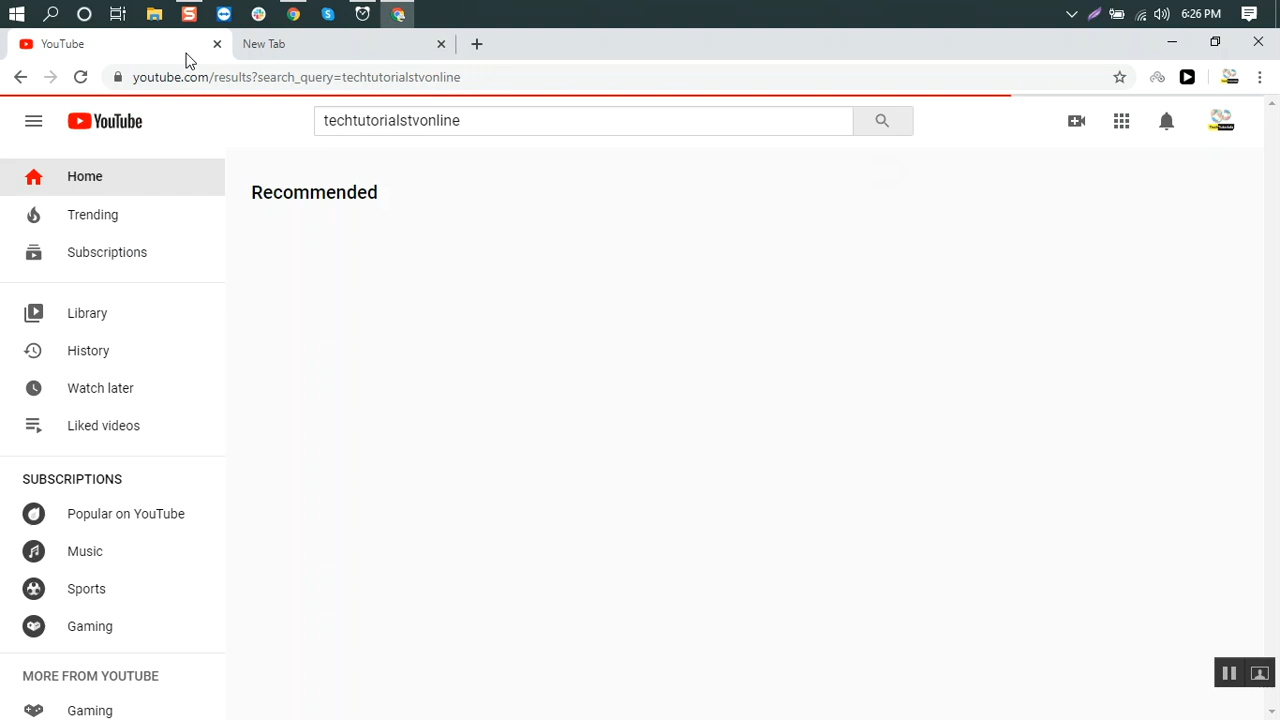 6:26 PM
YouTube
New Tab
youtube.com/results?search_query=techtutorialstvonline
YouTube
techtutorialstvonline
Home
Recommended
Trending
Subscriptions
Library
History
Watch later
Liked videos
SUBSCRIPTIONS
Popular on YouTube
Music
Sports
Gaming
MORE FROM YOUTUBE
Gaming